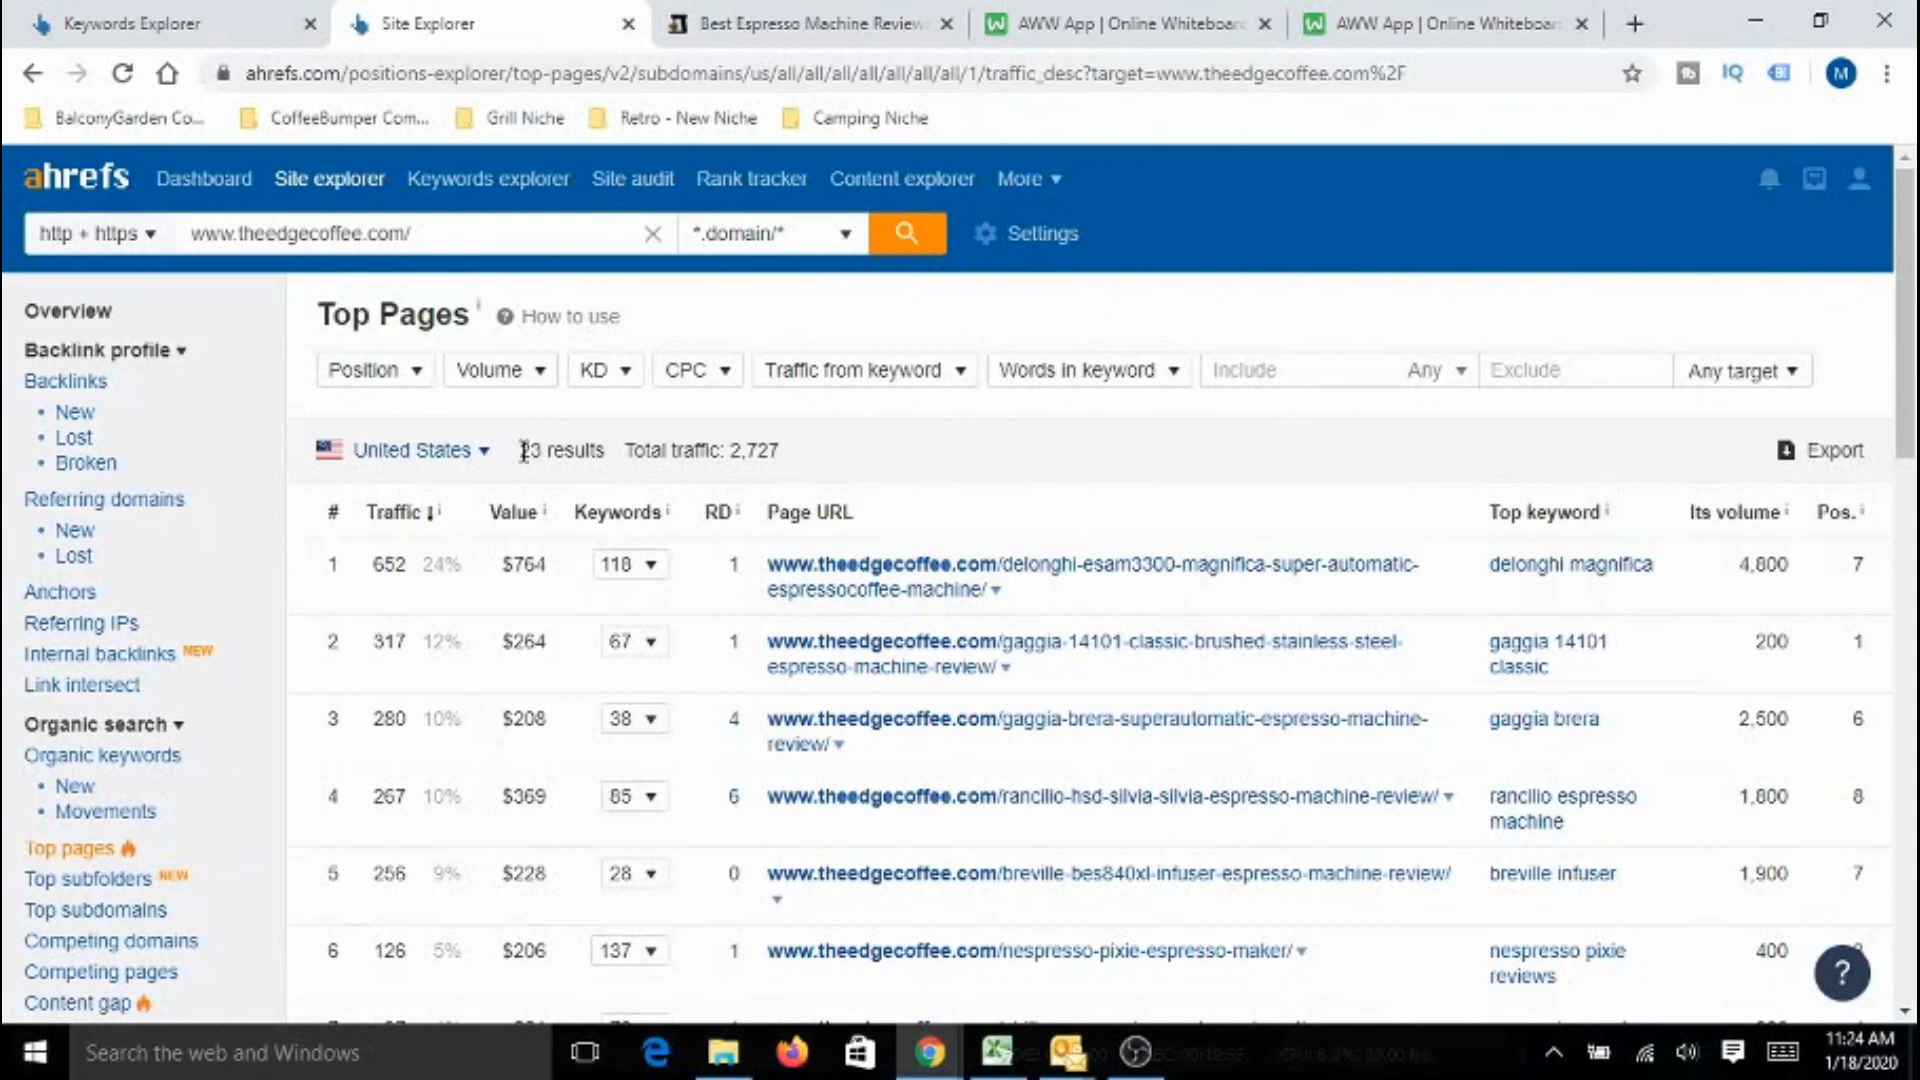 Keywords Explorer
Site Explorer
Best Espresso Machine Review
AWW App | Online Whiteboar
AWW App | Online Whiteboar
ahrefs.com/positions-explorer/top-pages/v2/subdomains/us/all/all/all/all/all/all/all/1/traffic_desc?target=www.theedgecoffee.com%2F
IQ
M
BalconyGarden Co...
CoffeeBumper Com...
Grill Niche
Retro - New Niche
Camping Niche
ahrefs Dashboard Site explorer Keywords explorer Site audit Rank tracker Content explorer More
http + https www.theedgecoffee.com/ *.domain/* Settings
Overview
Backlink profile
Backlinks
• New
• Lost
• Broken
Referring domains
• New
• Lost
Anchors
Referring IPs
Internal backlinks NEW
Link intersect
Organic search
Organic keywords
• New
• Movements
Top pages
Top subfolders NEW
Top subdomains
Competing domains
Competing pages
Content gap
Top Pages How to use
Position Volume KD CPC Traffic from keyword Words in keyword Include Any Exclude Any target
United States 23 results Total traffic: 2,727 Export
# Traffic Value Keywords RD Page URL Top keyword Its volume Pos.
1 652 24% $764 118 1 www.theedgecoffee.com/delonghi-esam3300-magnifica-super-automatic- delonghi magnifica 4,800 7
espressocoffee-machine/
2 317 12% $264 67 1 www.theedgecoffee.com/gaggia-14101-classic-brushed-stainless-steel- gaggia 14101 200 1
espresso-machine-review/ classic
3 280 10% $208 38 4 www.theedgecoffee.com/gaggia-brera-superautomatic-espresso-machine- gaggia brera 2,500 6
review/
4 267 10% $369 85 6 www.theedgecoffee.com/rancilio-hsd-silvia-silvia-espresso-machine-review/ rancilio espresso 1,800 8
machine
5 256 9% $228 28 0 www.theedgecoffee.com/breville-bes840xl-infuser-espresso-machine-review/ breville infuser 1,900 7
6 126 5% $206 137 1 www.theedgecoffee.com/nespresso-pixie-espresso-maker/ nespresso pixie 400
reviews
?
Search the web and Windows
11:24 AM
1/18/2020